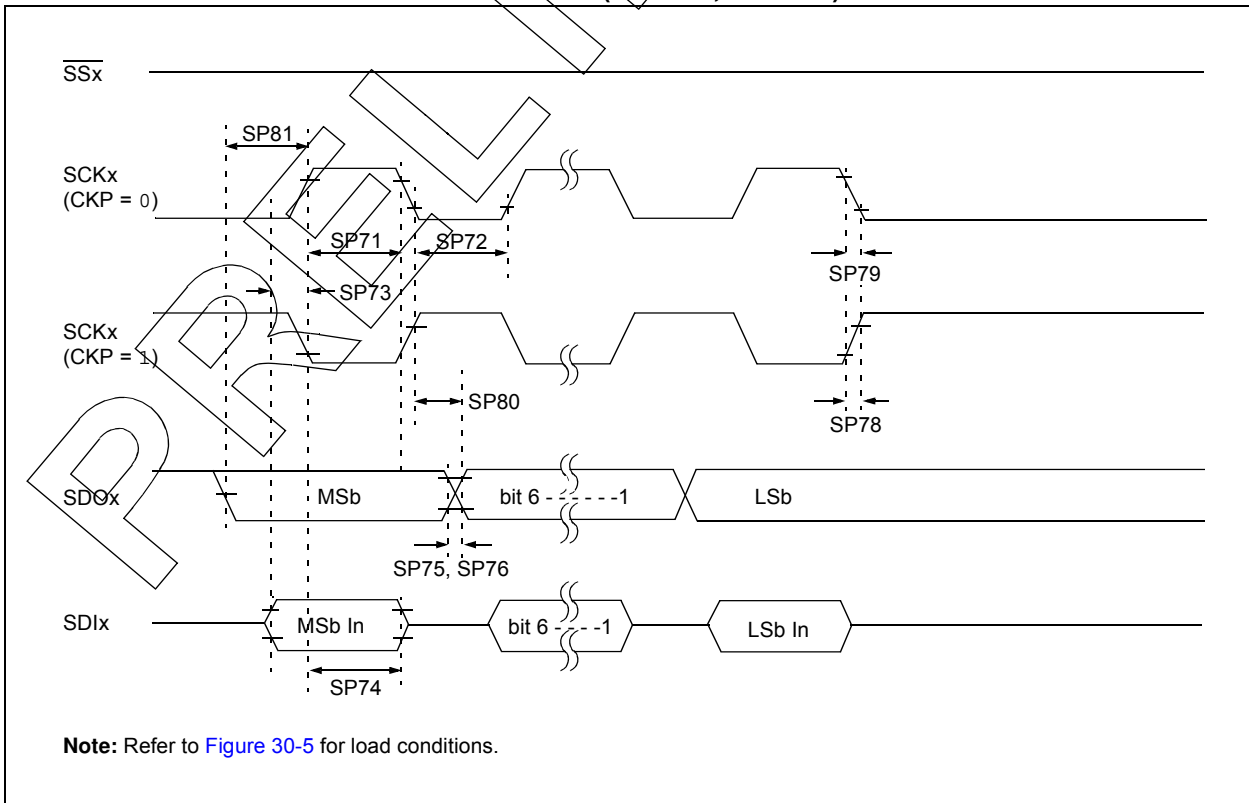 SSx
SP81
SCKx
(CKP = 0)
SP71
SP72
SP79
SP73
SCKx
(CKP = 1)
SP80
SP78
SDOx
MSb
bit 6 - - - - - -1
LSb
SP75, SP76
SDIx
MSb In
bit 6 - - - -1
LSb In
SP74
Note: Refer to Figure 30-5 for load conditions.